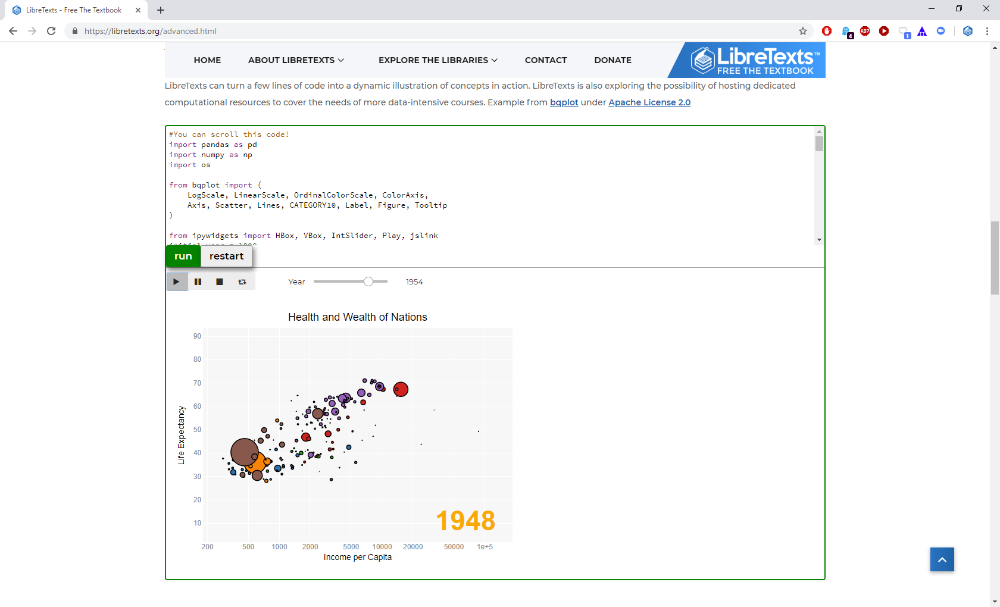 LibreTexts - Free The Textbook
https://libretexts.org/advanced.html
ABP
4
1
HOME
ABOUT LIBRETEXTS
EXPLORE THE LIBRARIES
CONTACT
DONATE
LibreTexts™
FREE THE TEXTBOOK
LibreTexts can turn a few lines of code into a dynamic illustration of concepts in action. LibreTexts is also exploring the possibility of hosting dedicated
computational resources to cover the needs of more data-intensive courses. Example from bqplot under Apache License 2.0
#You can scroll this code!
import pandas as pd
import numpy as np
import os
from bqplot import (
LogScale, LinearScale, OrdinalColorScale, ColorAxis,
Axis, Scatter, Lines, CATEGORY10, Label, Figure, Tooltip
)
from ipywidgets import HBox, VBox, IntSlider, Play, jslink
run
restart
Year
1954
Health and Wealth of Nations
90
80
70
60
50
40
30
20
10
Life Expectancy
1948
200 500 1000 2000 5000 10000 20000 50000 1e+5
Income per Capita